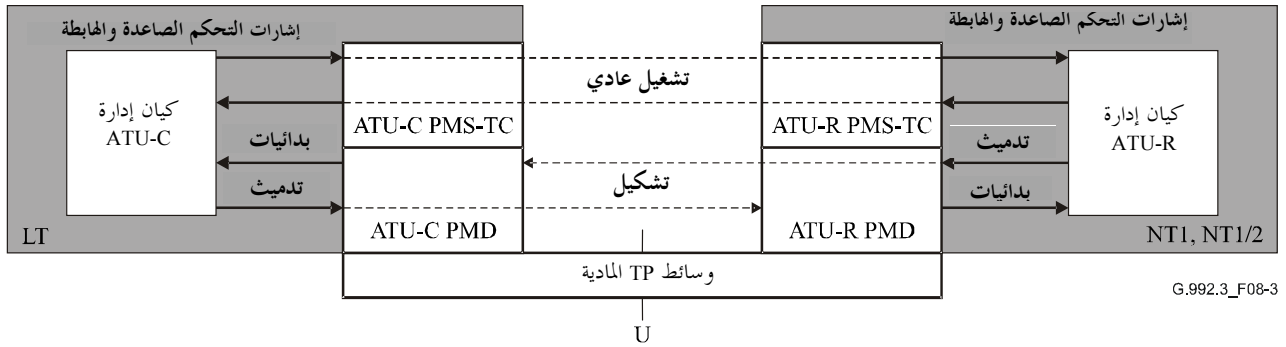 إشارات التحكم الصاعدة والهابطة
إشارات التحكم الصاعدة والهابطة
تشغيل عادي
كيان إدارة
ATU-C
كيان إدارة
ATU-R
ATU-C PMS-TC
ATU-R PMS-TC
بدائيات
تدميث
تدميث
بدائيات
تشكيل
ATU-C PMD
ATU-R PMD
LT
NT1, NT1/2
وسائط TP المادية
G.992.3_F08-3
U